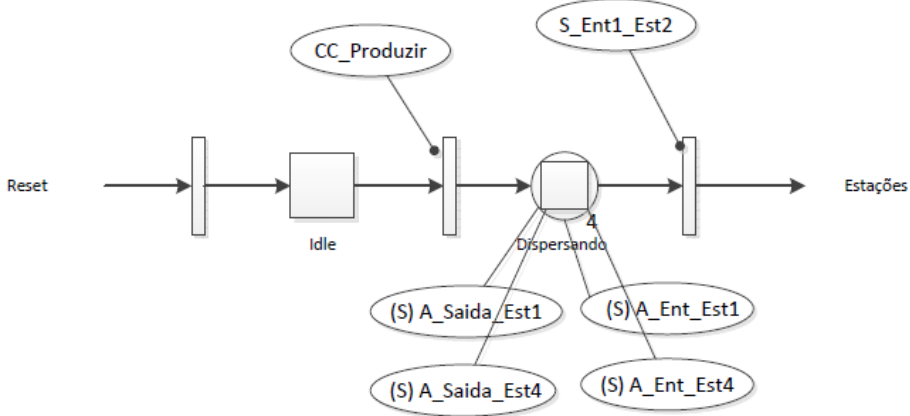 S_Ent1_Est2
CC_Produzir
Reset
Estações
4
Idle
Dispersando
(S) A_Saida_Est1
(S) A_Ent_Est1
(S) A_Saida_Est4
(S) A_Ent_Est4